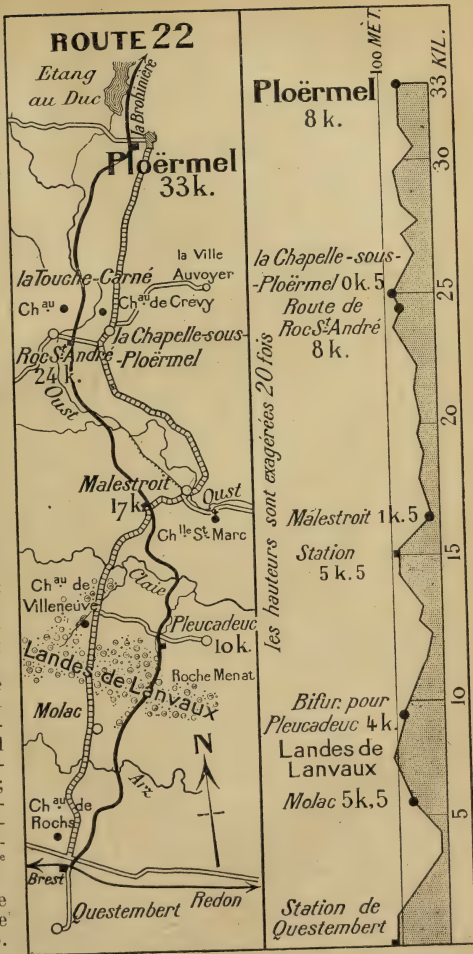 ROUTE 22
Etang
au Duc
la Brohinière
Ploërmel
33k.
la Ville
Auvoyer
la Touche-Carné
Chau
Chau de Crévy
la Chapelle-sous-
-Ploërmel
Roc St André
24 k.
Oust
Malestroit
17k
Oust
Chlle St Marc
Claie
Chau de
Villeneuv
Pleucadeuc
10k.
Landes de Lanvaux
Roche Menat
Molac
N
Arz
Chau de
Rochs
Brest
Redon
Questembert
100 MÈT.
KIL.
Ploërmel
8 k.
33
30
la Chapelle-sous-
-Ploërmel 0k.5
Route de
Roc St André
8 k.
25
les hauteurs sont exagérées 20 fois
20
Malestroit 1k.5
Station
5 k.5
15
Bifur. pour
Pleucadeuc 4k.
Landes de
Lanvaux
Molac 5k,5
10
5
Station de
Questembert